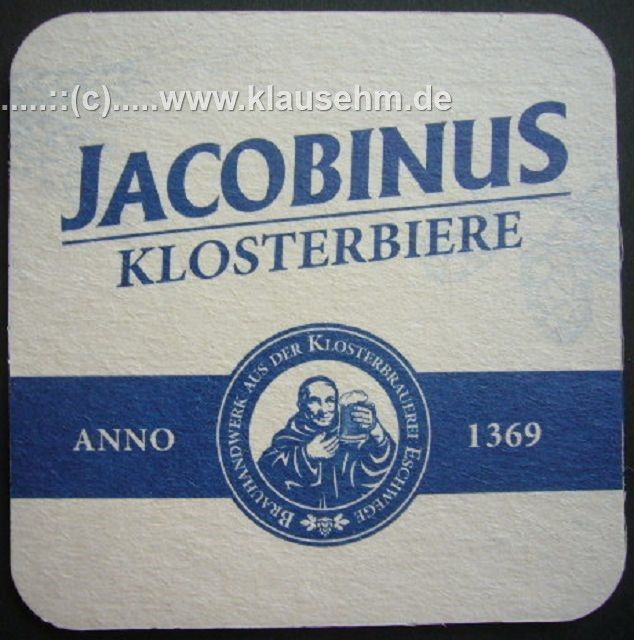 .....::(c).....www.klausehm.de
JACOBINUS
KLOSTERBIERE
ANNO
BRAUHANDWERK AUS DER KLOSTERBRAUEREI ESCHWEGE
1369